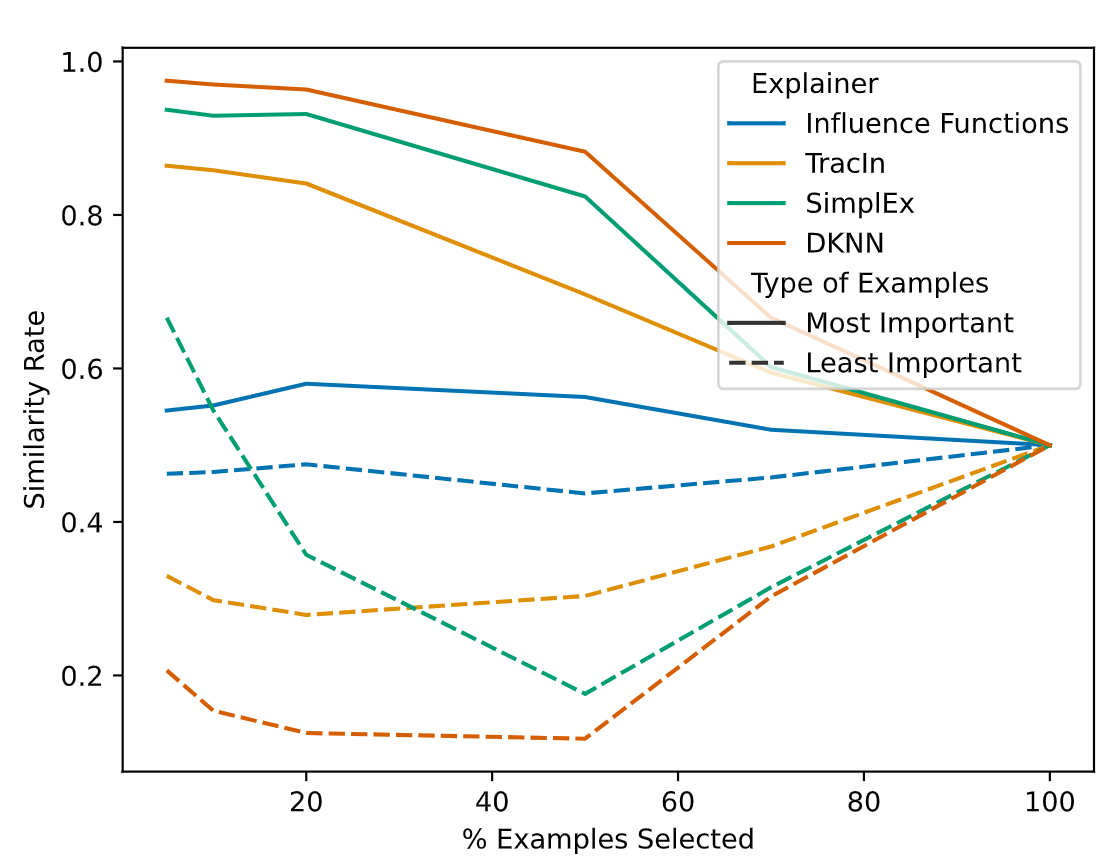 1.0
0.8
0.6
0.4
0.2
Similarity Rate
Explainer
Influence Functions
TracIn
SimplEx
DKNN
Type of Examples
Most Important
Least Important
20 40 60 80 100
% Examples Selected